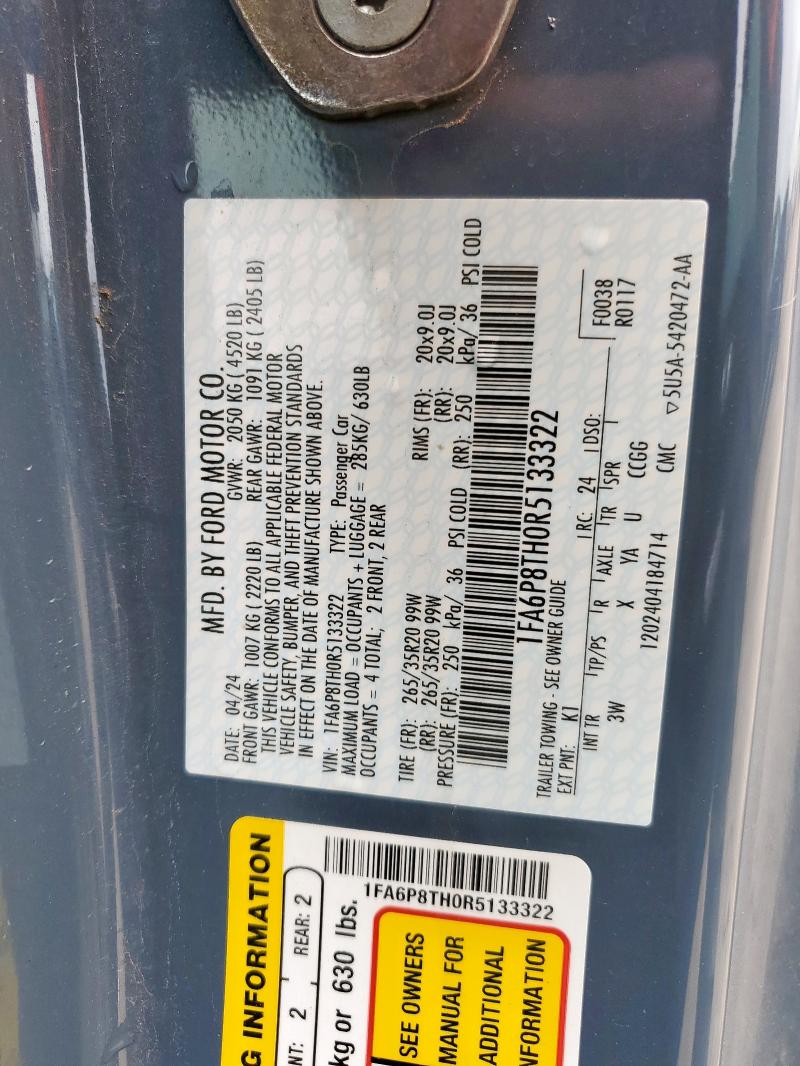 MFD. BY FORD MOTOR CO.
DATE: 04/24 GVWR: 2050 KG ( 4520 LB)
FRONT GAWR: 1007 KG ( 2220 LB) REAR GAWR: 1091 KG ( 2405 LB)
THIS VEHICLE CONFORMS TO ALL APPLICABLE FEDERAL MOTOR
VEHICLE SAFETY, BUMPER, AND THEFT PREVENTION STANDARDS
IN EFFECT ON THE DATE OF MANUFACTURE SHOWN ABOVE.
VIN: 1FA6P8TH0R5133322 TYPE: Passenger Car
MAXIMUM LOAD = OCCUPANTS + LUGGAGE = 285KG/ 630LB
OCCUPANTS = 4 TOTAL; 2 FRONT, 2 REAR
TIRE (FR): 265/35R20 99W RIMS (FR): 20x9.0J
(RR): 265/35R20 99W (RR): 20x9.0J
PRESSURE (FR): 250 kPa/ 36 PSI COLD (RR): 250 kPa/ 36 PSI COLD
1FA6P8TH0R5133322
TRAILER TOWING - SEE OWNER GUIDE
EXT PNT: K1 RC: 24 DSO: F0038
R0117
INT TR TP/PS R AXLE TR SPR
3W X YA U CCGG
1202404184714 CMC ▽5U5A-5420472-AA
G INFORMATION
NT: 2 REAR: 2
kg or 630 lbs.
1FA6P8TH0R5133322
SEE OWNERS
MANUAL FOR
ADDITIONAL
NFORMATION